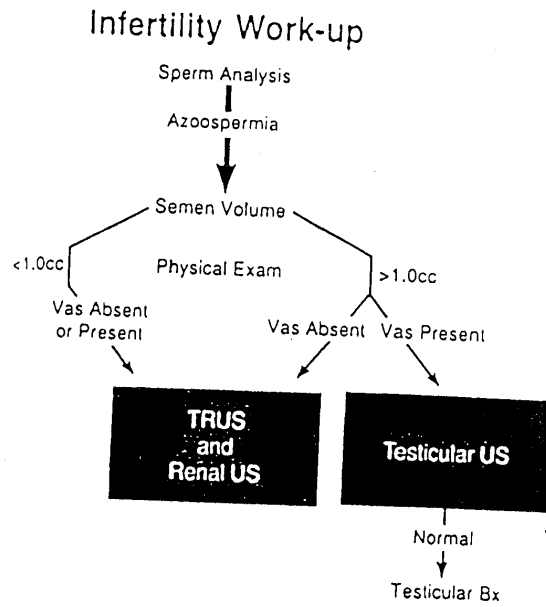 Infertility Work-up
Sperm Analysis
Azoospermia
Semen Volume
<1.0cc
Physical Exam
>1.0cc
Vas Absent
or Present
Vas Absent
Vas Present
TRUS
and
Renal US
Testicular US
Normal
Testicular Bx